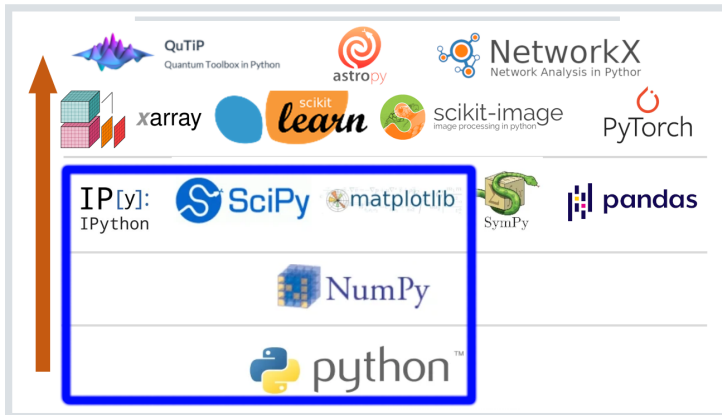 QuTiP
Quantum Toolbox in Python
astropy
NetworkX
Network Analysis in Python
xarray
scikit
learn
scikit-image
image processing in python
PyTorch
IP[y]:
IPython
SciPy
matplotlib
SymPy
pandas
NumPy
python™